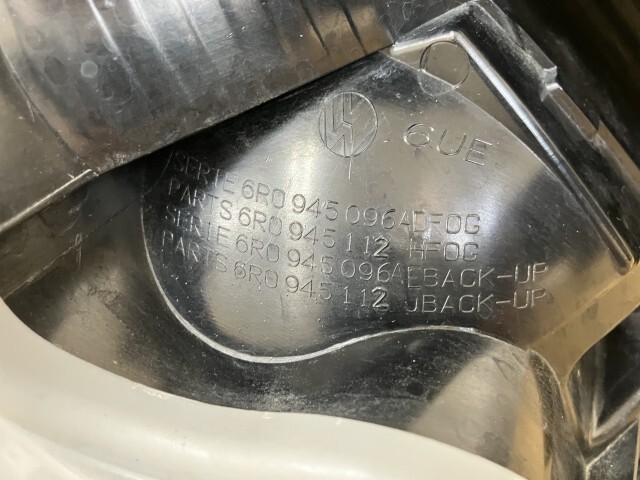 6UE
SERIE 6R0 945 096AD FOG
PARTS 6R0 945 112 H FOG
SERIE 6R0 945 096AE BACK-UP
PARTS 6R0 945 112 J BACK-UP